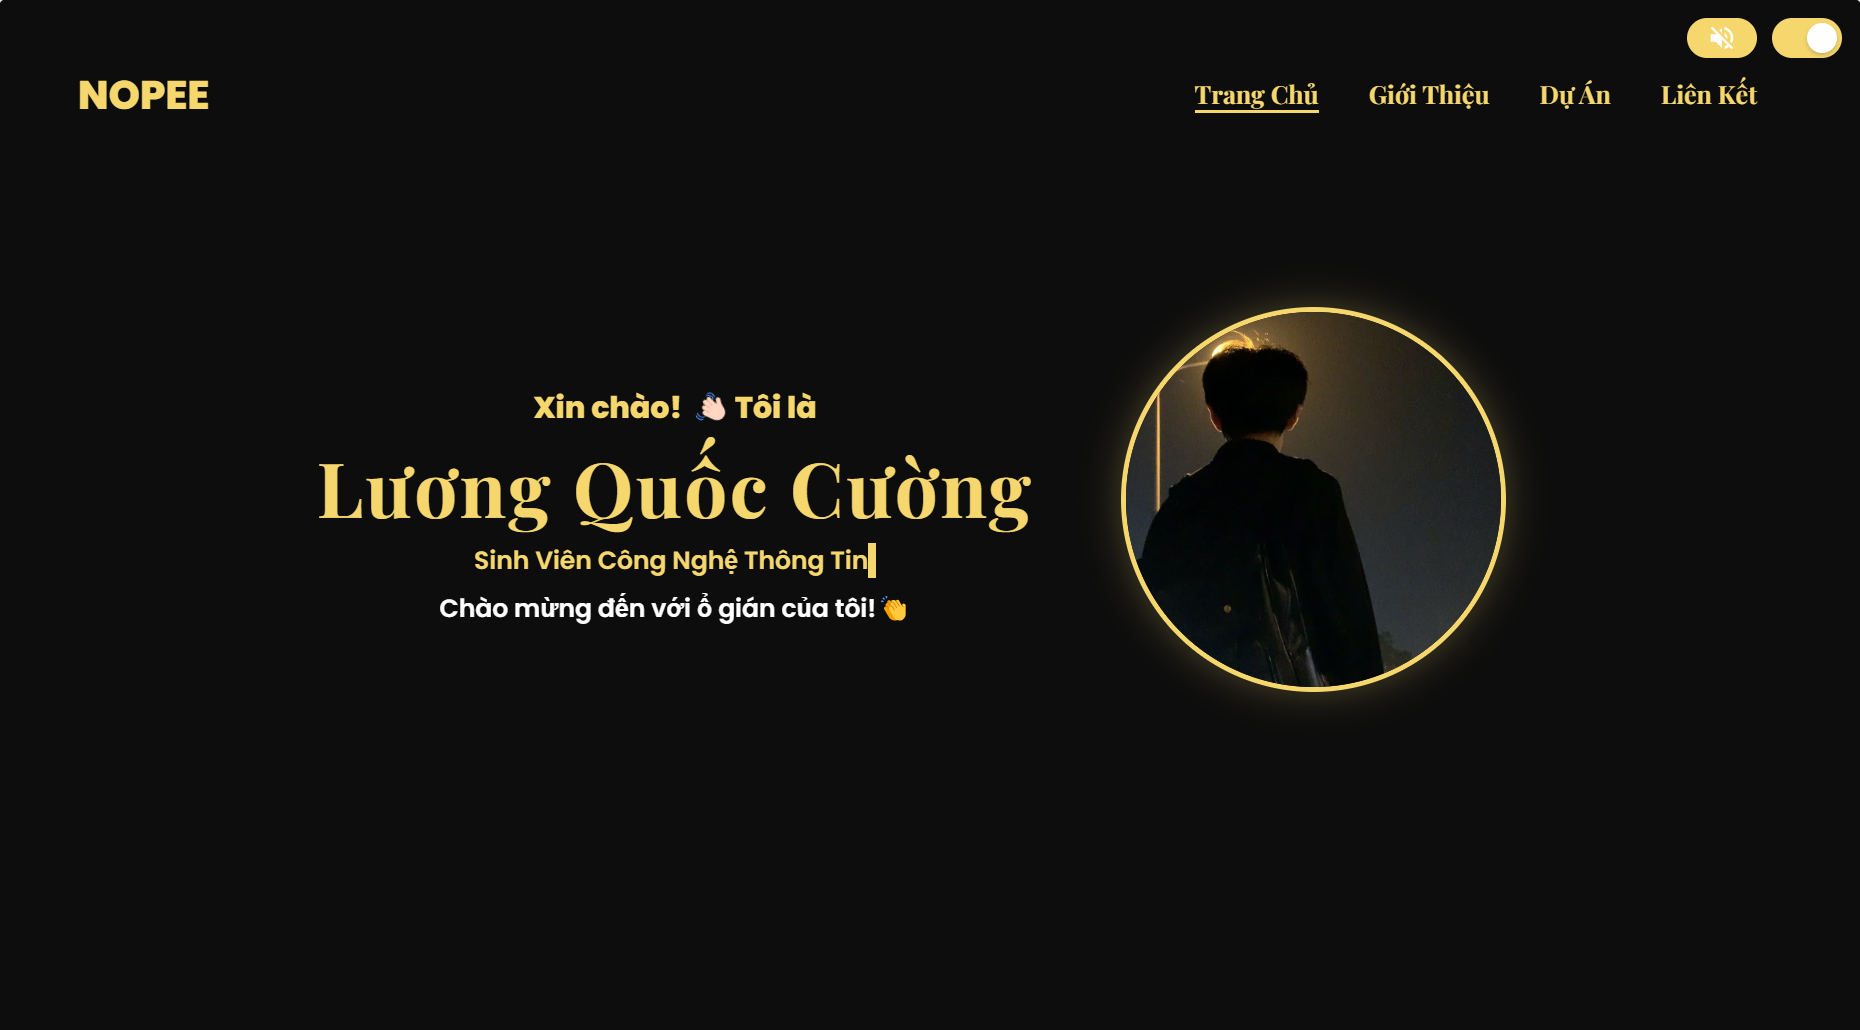 NOPEE
Trang Chủ Giới Thiệu Dự Án Liên Kết
Xin chào! 👋🏻 Tôi là
Lương Quốc Cường
Sinh Viên Công Nghệ Thông Tin
Chào mừng đến với ổ gián của tôi! 👏